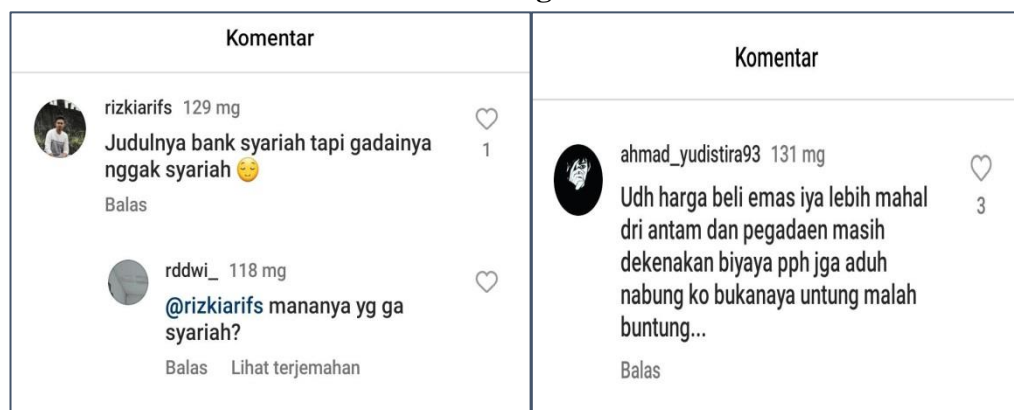 Komentar
rizkiarifs 129 mg
Judulnya bank syariah tapi gadainya
nggak syariah 😌
1
Balas
rddwi_ 118 mg
@rizkiarifs mananya yg ga
syariah?
Balas Lihat terjemahan
Komentar
ahmad_yudistira93 131 mg
Udh harga beli emas iya lebih mahal
dri antam dan pegadaen masih
dekenakan biyaya pph jga aduh
nabung ko bukanaya untung malah
buntung...
3
Balas